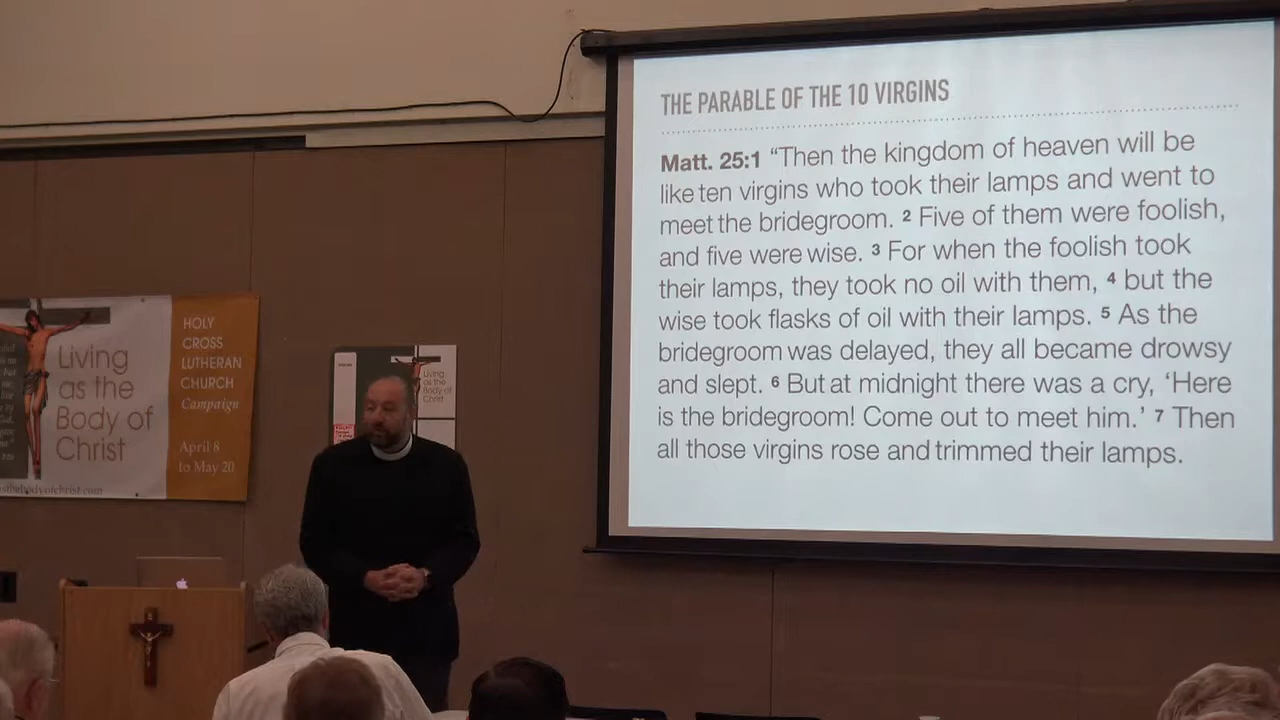 THE PARABLE OF THE 10 VIRGINS
Matt. 25:1 “Then the kingdom of heaven will be
like ten virgins who took their lamps and went to
meet the bridegroom. 2 Five of them were foolish,
and five were wise. 3 For when the foolish took
their lamps, they took no oil with them, 4 but the
wise took flasks of oil with their lamps. 5 As the
bridegroom was delayed, they all became drowsy
and slept. 6 But at midnight there was a cry, ‘Here
is the bridegroom! Come out to meet him.’ 7 Then
all those virgins rose and trimmed their lamps.
Living
as the
Body of
Christ
HOLY
CROSS
LUTHERAN
CHURCH
Campaign
April 8
to May 20
Living
as the
Body of
Christ